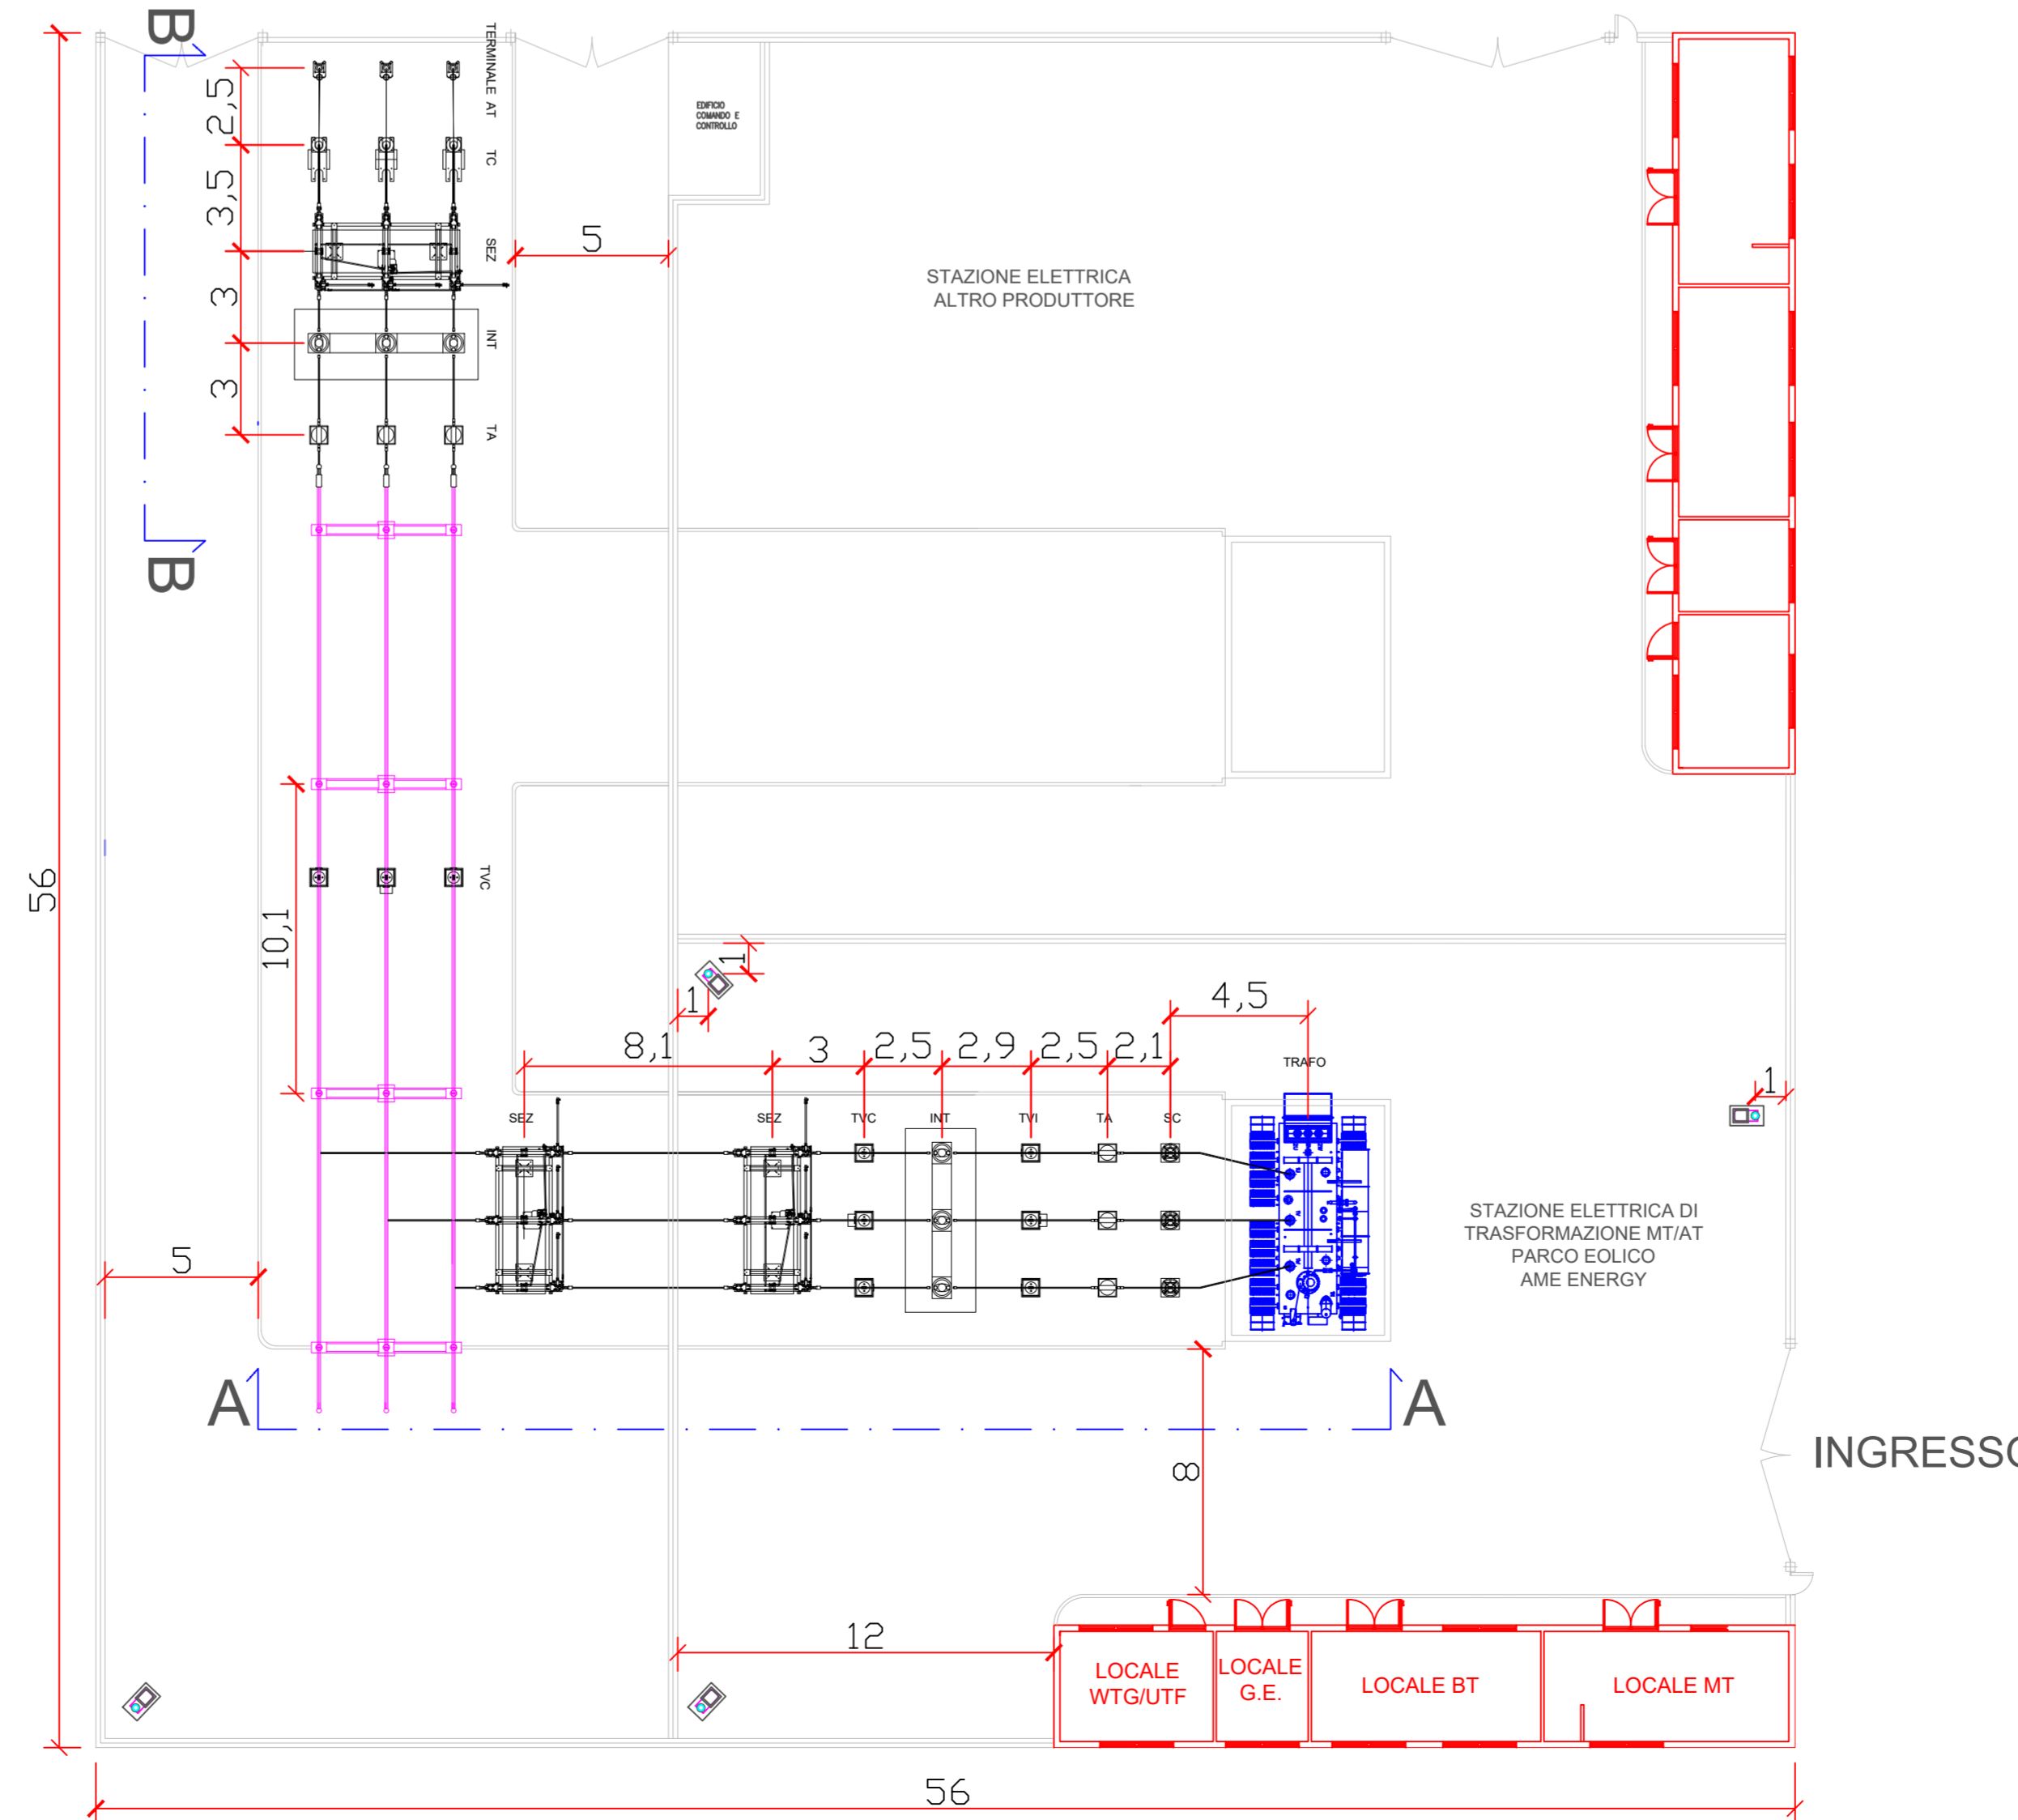 B
TERMINALE AT
2,5
TC
3,5
SEZ
5
3
INT
3
TA
B
EDIFICIO
COMANDO E
CONTROLLO
STAZIONE ELETTRICA
ALTRO PRODUTTORE
56
TVC
10,1
1
1
4,5
8,1
3
2,5
2,9
2,5
2,1
TRAFO
1
SEZ
SEZ
TVC
INT
TVI
TA
SC
STAZIONE ELETTRICA DI
TRASFORMAZIONE MT/AT
PARCO EOLICO
AME ENERGY
5
A
A
INGRESSO
8
12
LOCALE
WTG/UTF
LOCALE
G.E.
LOCALE BT
LOCALE MT
56